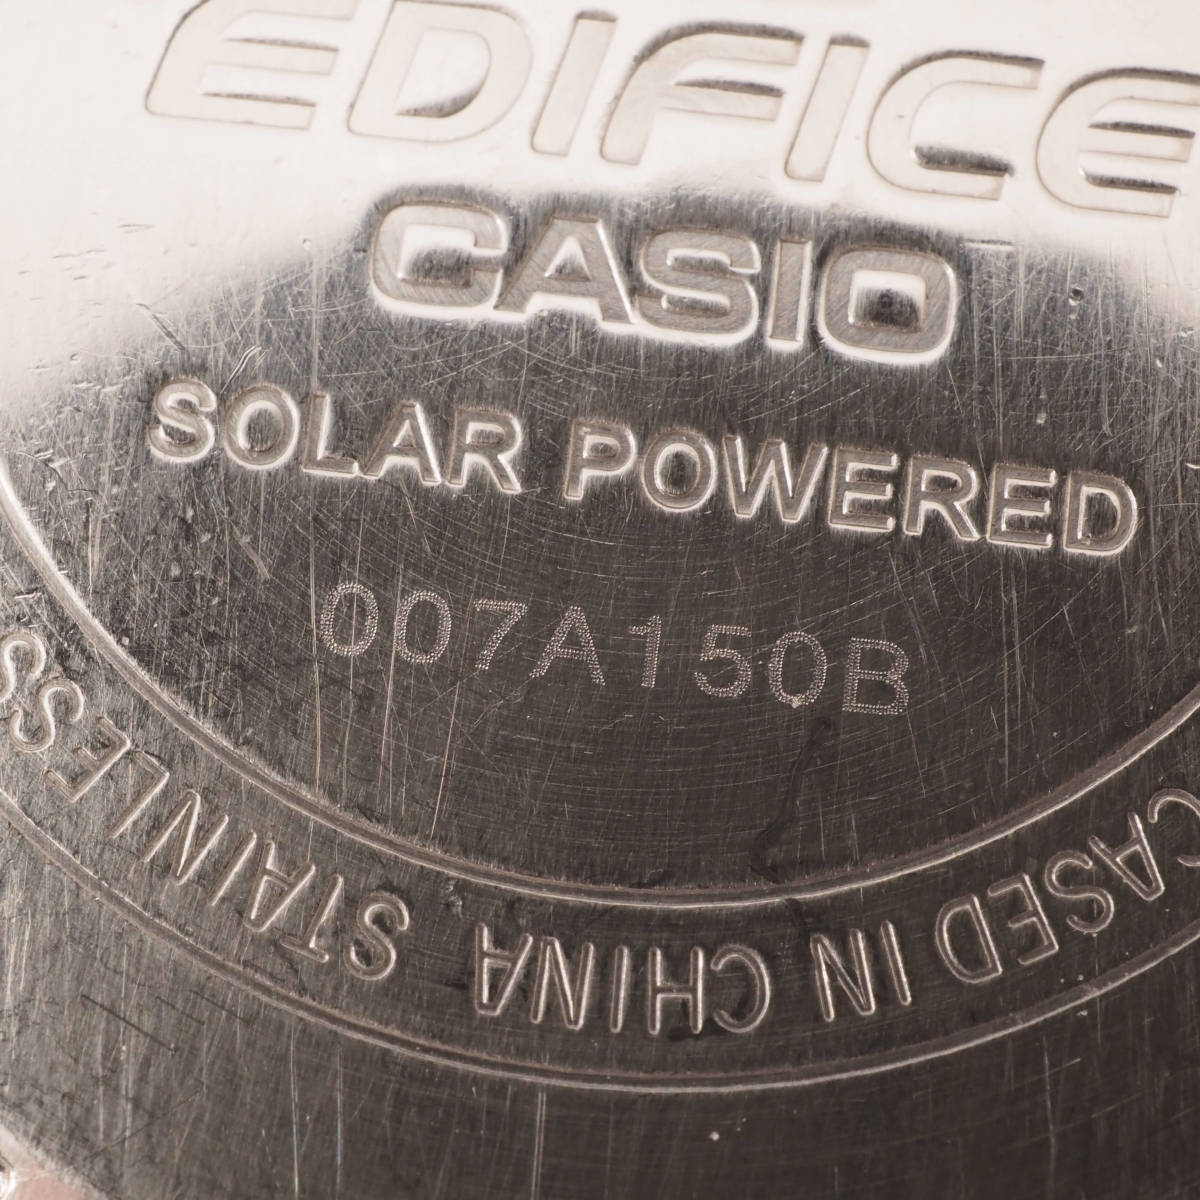 EDIFICE
CASIO
SOLAR POWERED
007A150B
CASED IN CHINA STAINLESS